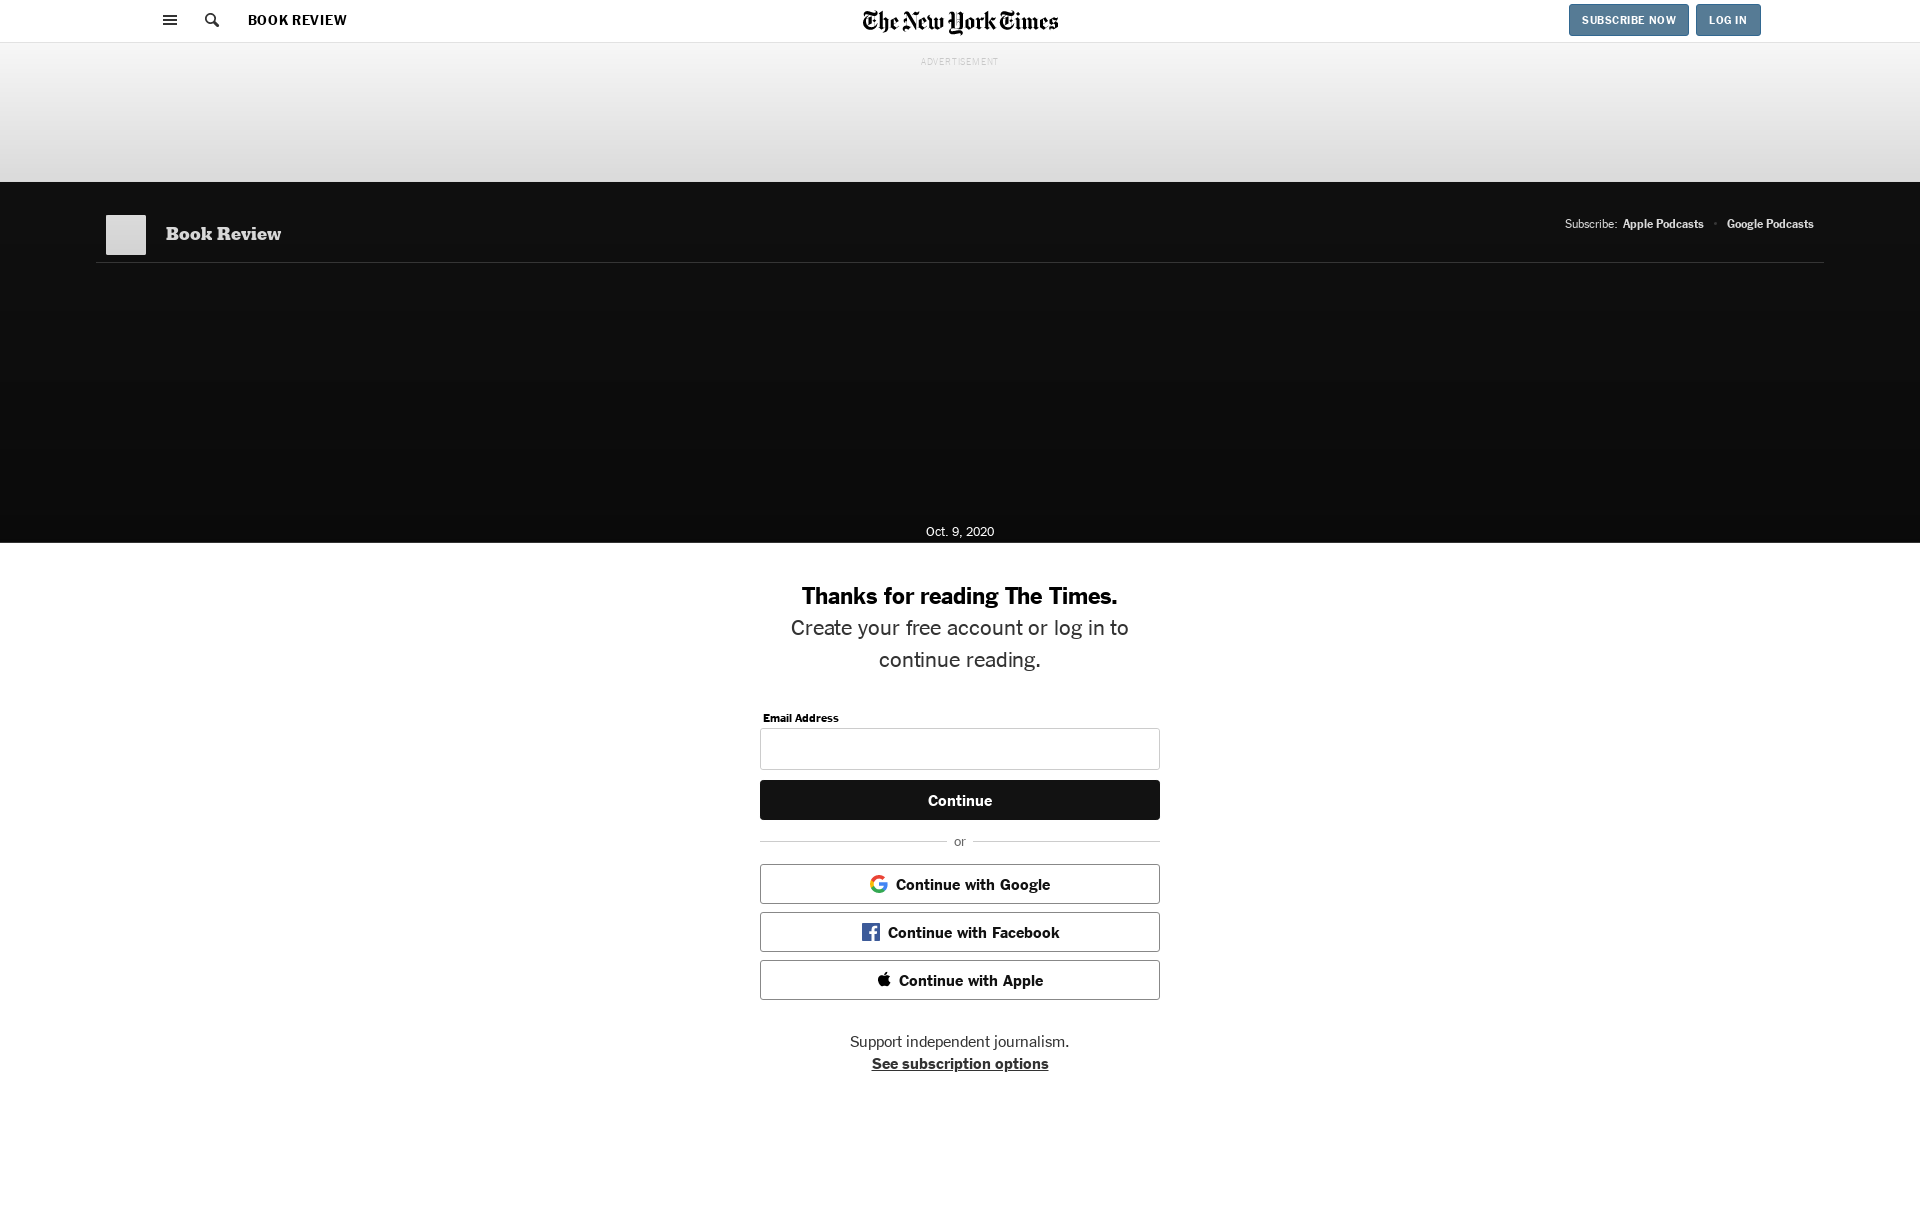 BOOK REVIEW
The New York Times
SUBSCRIBE NOW
LOG IN
ADVERTISEMENT
Book Review
Subscribe: Apple Podcasts • Google Podcasts
Oct. 9, 2020
Thanks for reading The Times.
Create your free account or log in to
continue reading.
Email Address
Continue
or
Continue with Google
Continue with Facebook
Continue with Apple
Support independent journalism.
See subscription options